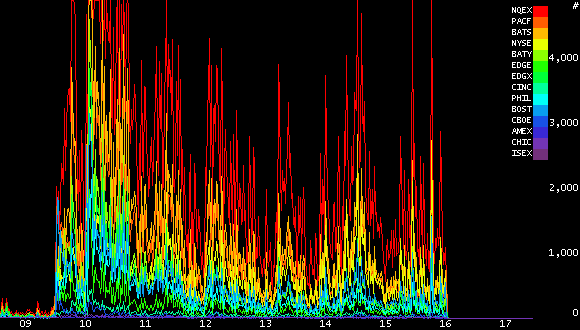 #
NQEX
PACF
BATS
NYSE
BATY
EDGE
EDGX
CINC
PHIL
BOST
CBOE
AMEX
CHIC
ISEX
4,000
3,000
2,000
1,000
0
09 10 11 12 13 14 15 16 17